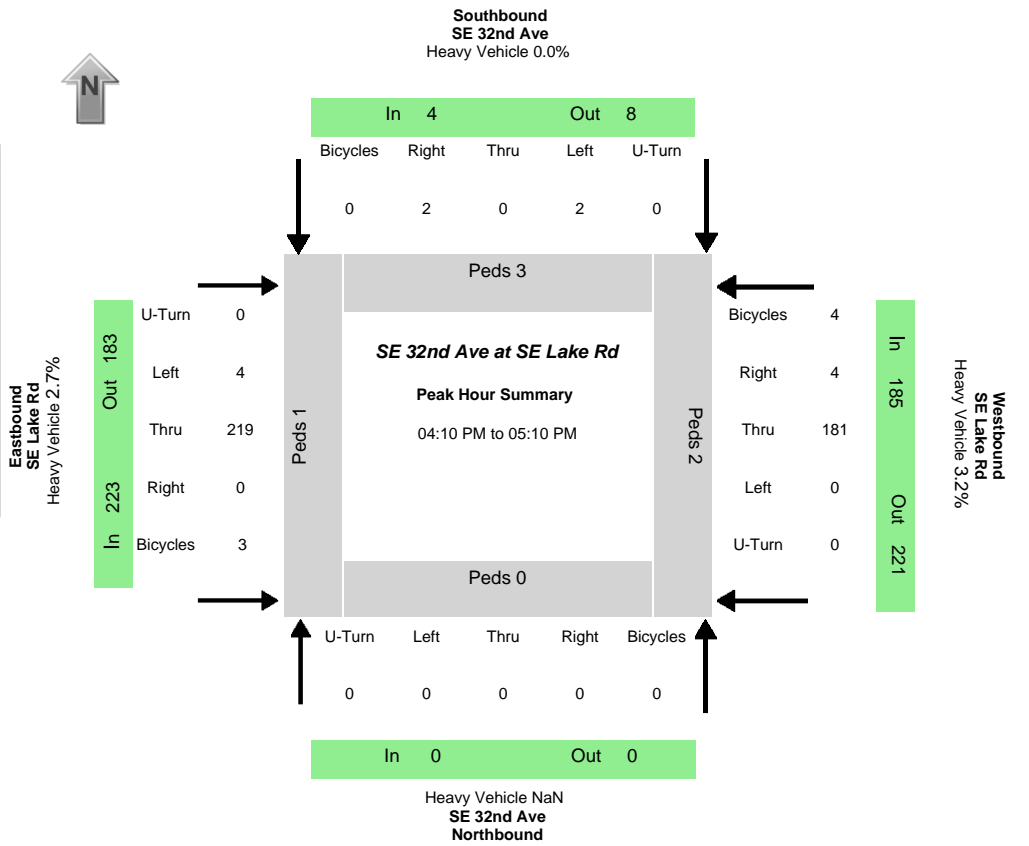 Southbound
SE 32nd Ave
Heavy Vehicle 0.0%
N
In 4 Out 8
Bicycles Right Thru Left U-Turn
0 2 0 2 0
Peds 3
Eastbound
SE Lake Rd
Heavy Vehicle 2.7%
Out 183
In 223
U-Turn 0
Left 4
Thru 219
Right 0
Bicycles 3
Peds 1
SE 32nd Ave at SE Lake Rd
Peak Hour Summary
04:10 PM to 05:10 PM
Peds 2
Bicycles 4
Right 4
Thru 181
Left 0
U-Turn 0
In 185
Out 221
Westbound
SE Lake Rd
Heavy Vehicle 3.2%
Peds 0
U-Turn Left Thru Right Bicycles
0 0 0 0 0
In 0 Out 0
Heavy Vehicle NaN
SE 32nd Ave
Northbound